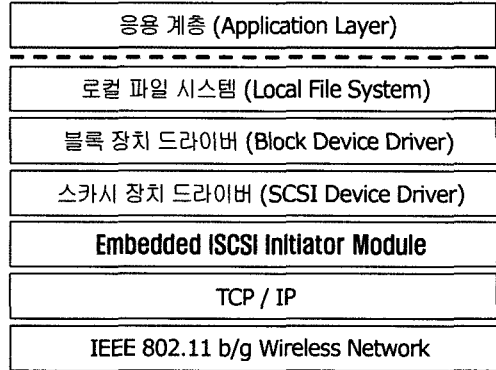 응용 계층 (Application Layer)
로컬 파일 시스템 (Local File System)
블록 장치 드라이버 (Block Device Driver)
스카시 장치 드라이버 (SCSI Device Driver)
Embedded iSCSI Initiator Module
TCP / IP
IEEE 802.11 b/g Wireless Network